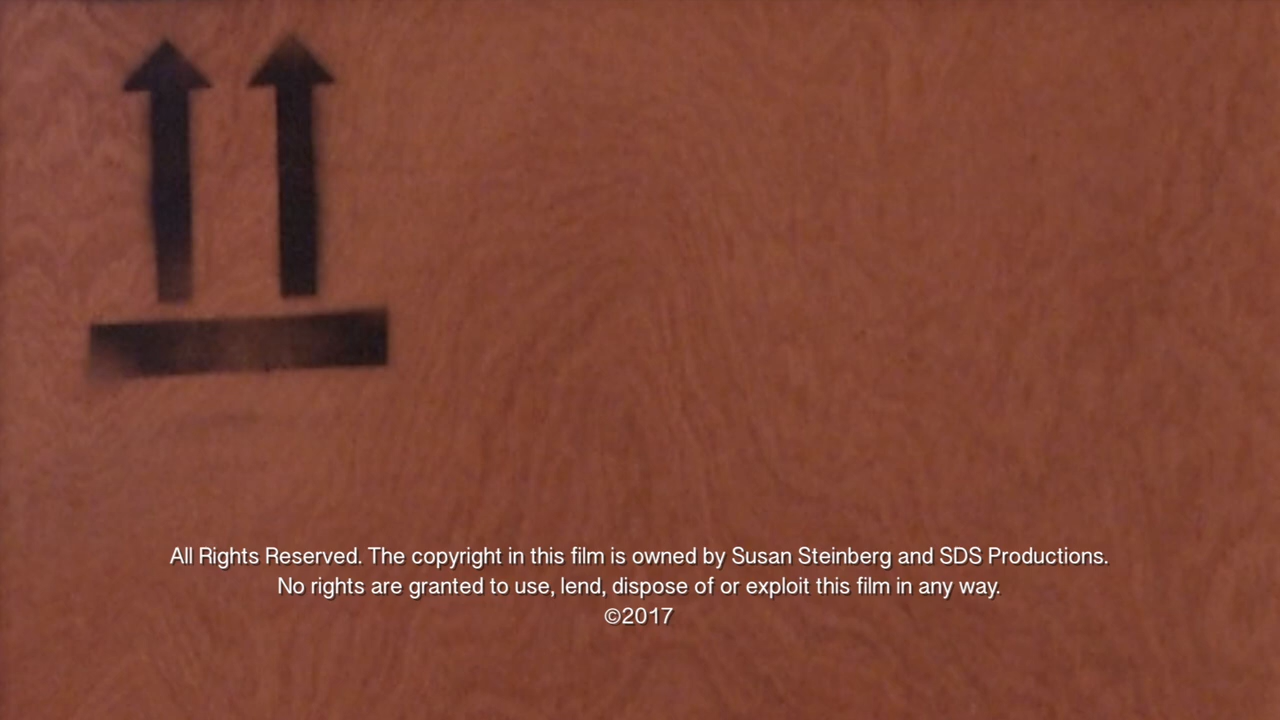 All Rights Reserved. The copyright in this film is owned by Susan Steinberg and SDS Productions.
No rights are granted to use, lend, dispose of or exploit this film in any way.
©2017